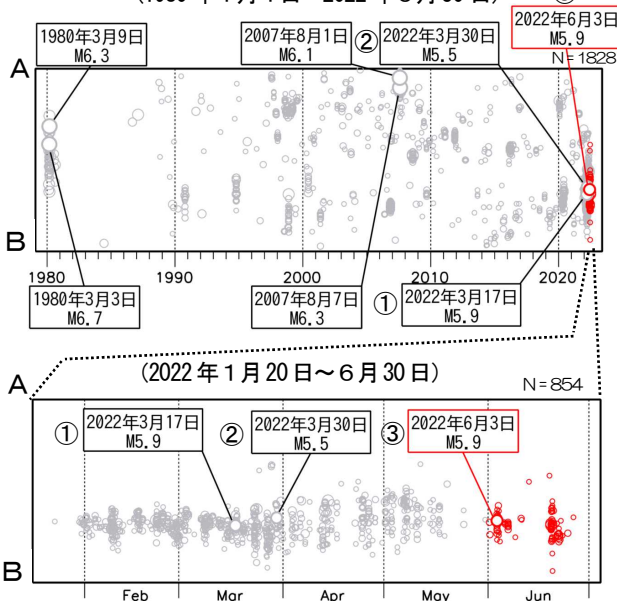 2022年6月3日
M5.9
1980年3月9日
M6.3
2007年8月1日
M6.1
②
2022年3月30日
M5.5
N=1828
A
B
1980
1990
2000
2010
2020
1980年3月3日
M6.7
2007年8月7日
M6.3
①
2022年3月17日
M5.9
(2022年1月20日～6月30日)
A
N=854
①
2022年3月17日
M5.9
②
2022年3月30日
M5.5
③
2022年6月3日
M5.9
B
Feb
Mar
Apr
May
Jun